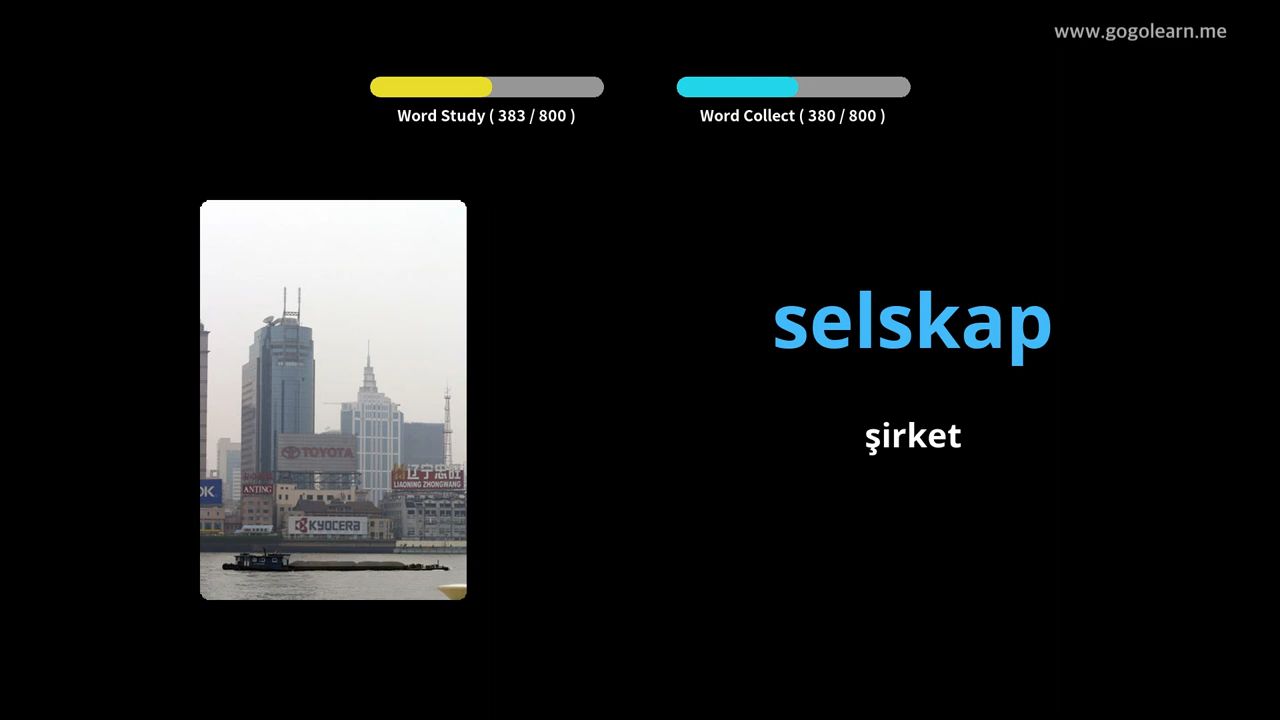 www.gogolearn.me
Word Study ( 383 / 800 )
Word Collect ( 380 / 800 )
selskap
şirket
TOYOTA
辽宁忠旺
LIAONING ZHONGWANG
OK
ANTING
KYOCERA